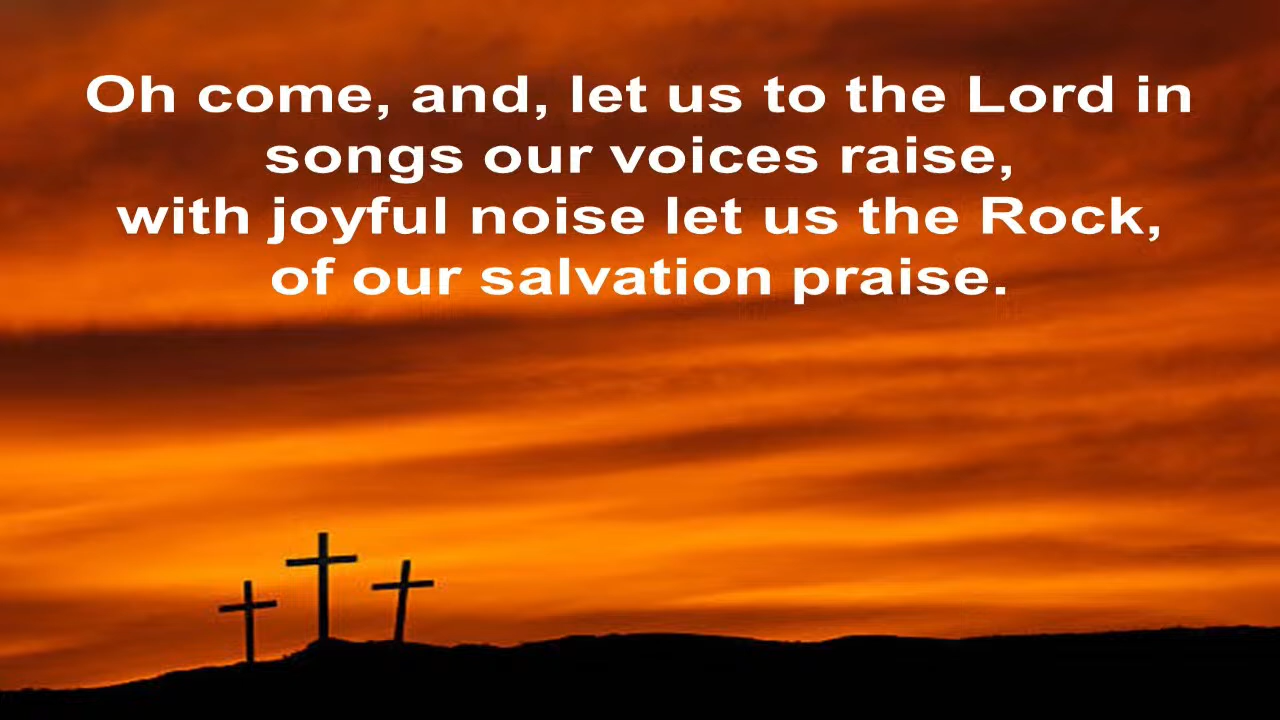 Oh come, and, let us to the Lord in
songs our voices raise,
with joyful noise let us the Rock,
of our salvation praise.